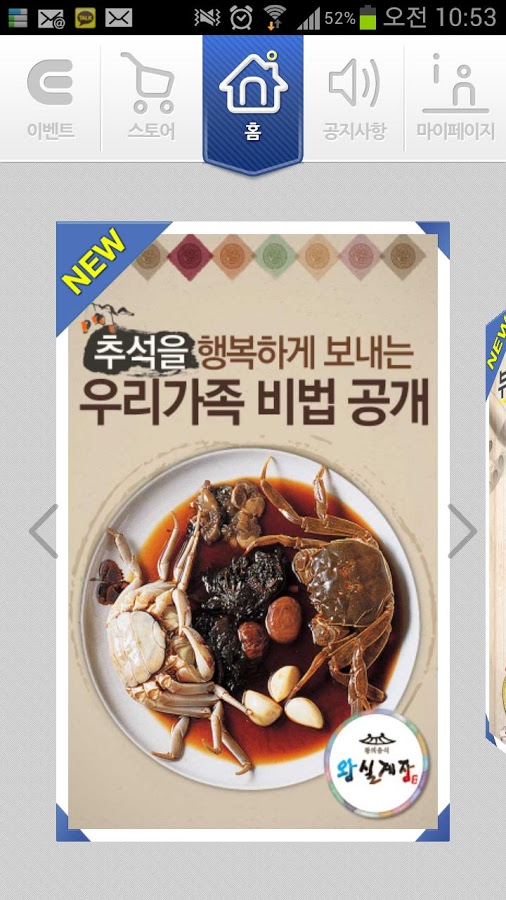 TALK
52%
오전 10:53
이벤트
스토어
홈
공지사항
마이페이지
NEW
NEW
추석을 행복하게 보내는
우리가족 비법 공개
왕실계장